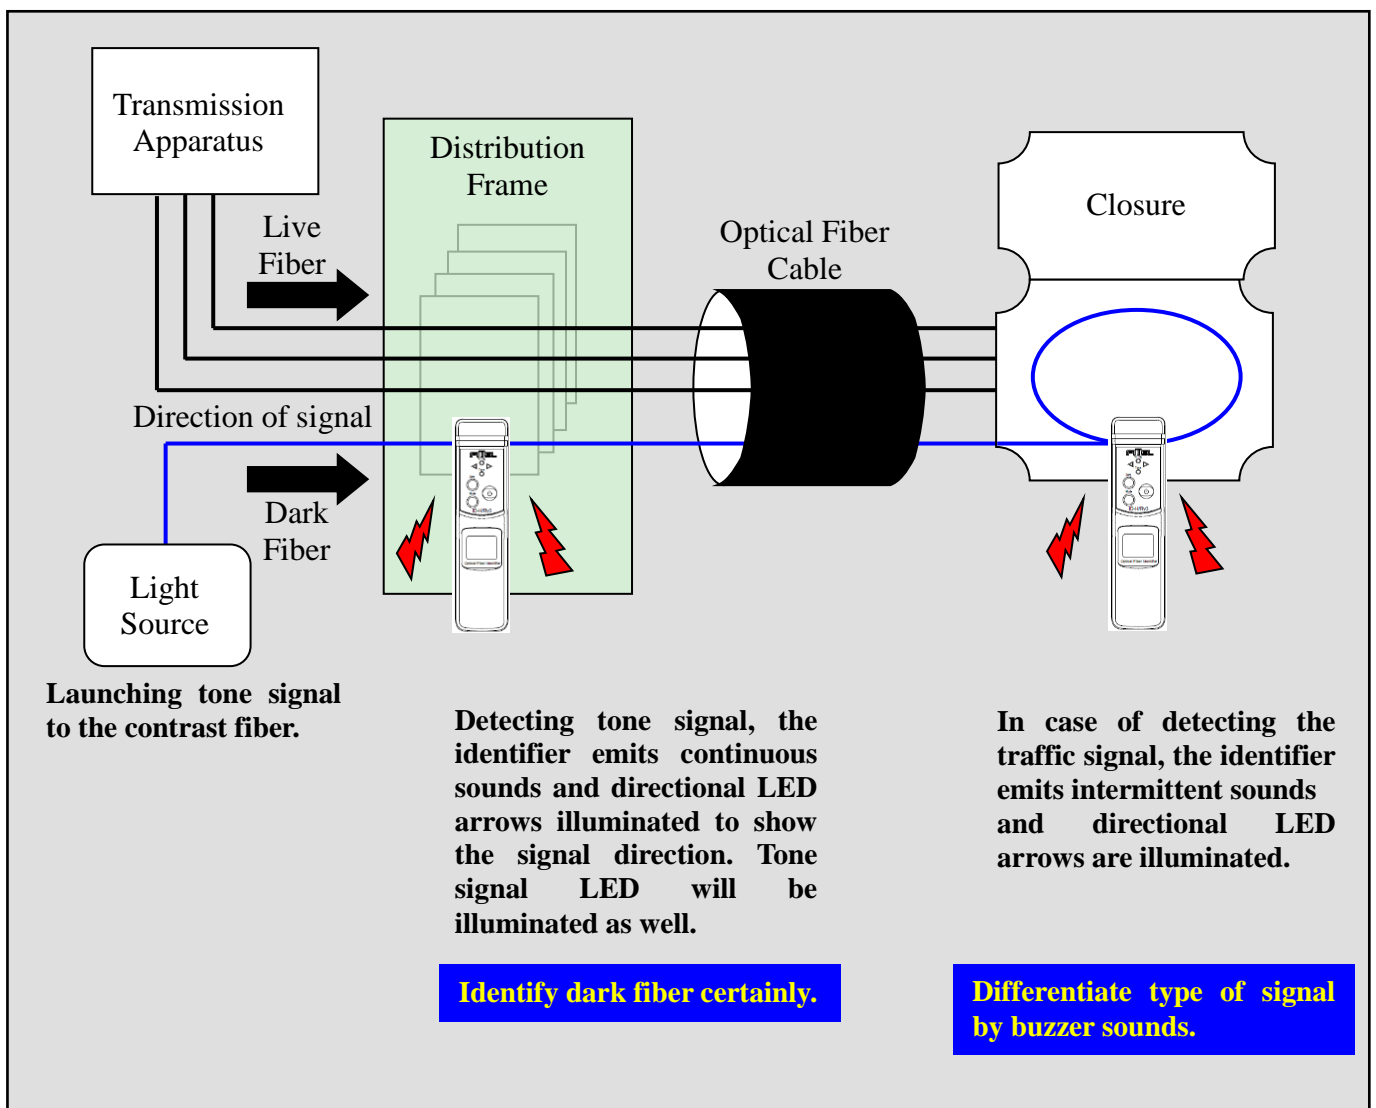 Transmission
Apparatus
Distribution
Frame
Live
Fiber
Optical Fiber
Cable
Closure
Direction of signal
Dark
Fiber
Light
Source
FITEL
FITEL
Launching tone signal
to the contrast fiber.
Detecting tone signal, the
identifier emits continuous
sounds and directional LED
arrows illuminated to show
the signal direction. Tone
signal LED will be
illuminated as well.
In case of detecting the
traffic signal, the identifier
emits intermittent sounds
and directional LED
arrows are illuminated.
Identify dark fiber certainly.
Differentiate type of signal
by buzzer sounds.